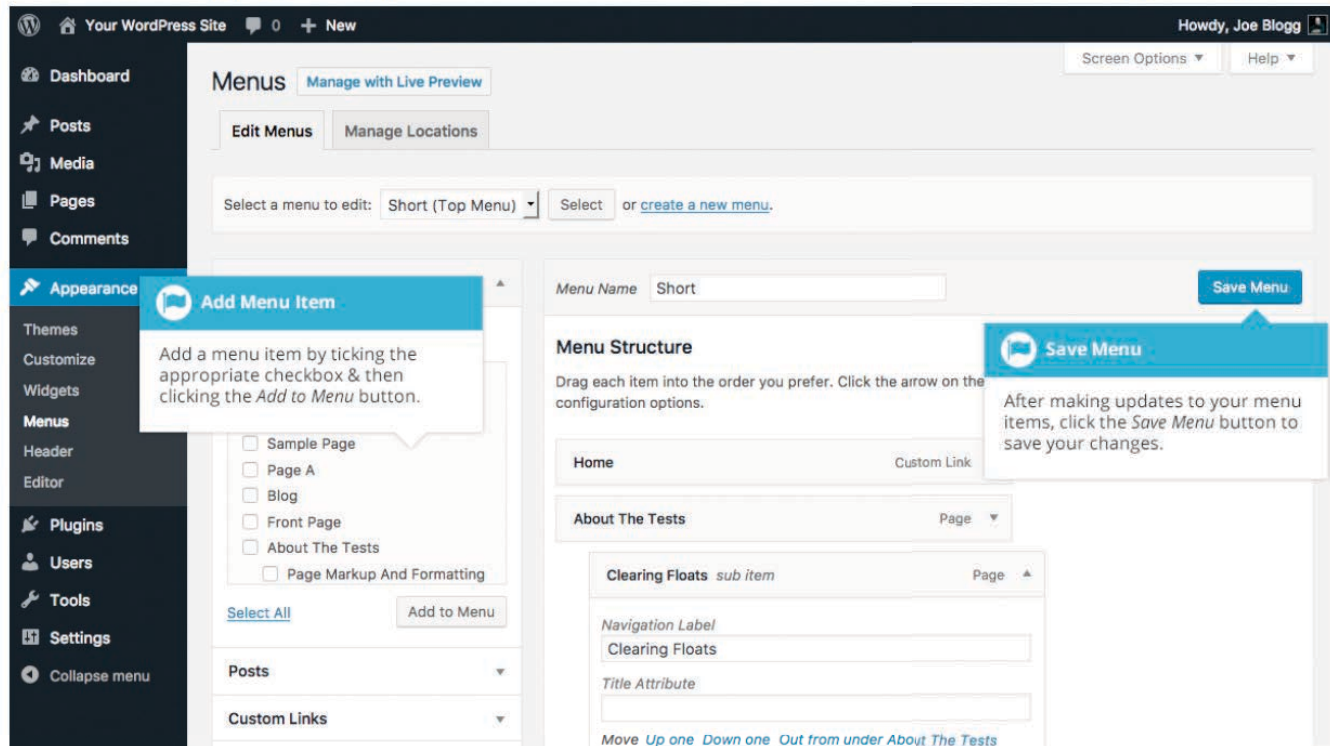 Your WordPress Site 0 + New Howdy, Joe Blogg
Dashboard
Posts
Media
Pages
Comments
Appearance
Themes
Customize
Widgets
Menus
Header
Editor
Plugins
Users
Tools
Settings
Collapse menu
Screen Options Help
Menus Manage with Live Preview
Edit Menus Manage Locations
Select a menu to edit: Short (Top Menu) Select or create a new menu.
Add Menu Item
Add a menu item by ticking the
appropriate checkbox & then
clicking the Add to Menu button.
Sample Page
Page A
Blog
Front Page
About The Tests
Page Markup And Formatting
Select All Add to Menu
Posts
Custom Links
Menu Name Short Save Menu
Menu Structure
Drag each item into the order you prefer. Click the arrow on the
configuration options.
Save Menu
After making updates to your menu
items, click the Save Menu button to
save your changes.
Home Custom Link
About The Tests Page
Clearing Floats sub item Page
Navigation Label
Clearing Floats
Title Attribute
Move Up one Down one Out from under About The Tests